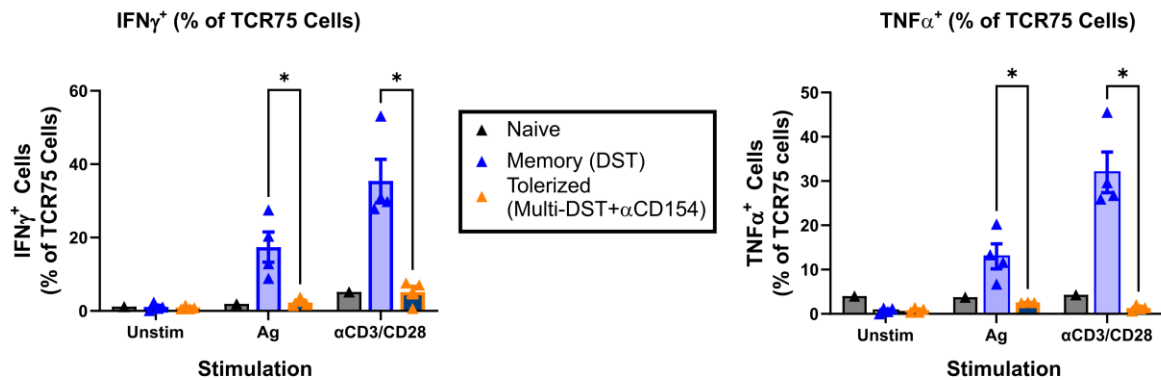 IFNγ⁺ (% of TCR75 Cells)
IFNγ⁺ Cells
(% of TCR75 Cells)
60
40
20
0
*
*
Unstim
Ag
αCD3/CD28
Stimulation
Naive
Memory (DST)
Tolerized
(Multi-DST+αCD154)
TNFα⁺ (% of TCR75 Cells)
TNFα⁺ Cells
(% of TCR75 cells)
50
40
30
20
10
0
*
*
Unstim
Ag
αCD3/CD28
Stimulation